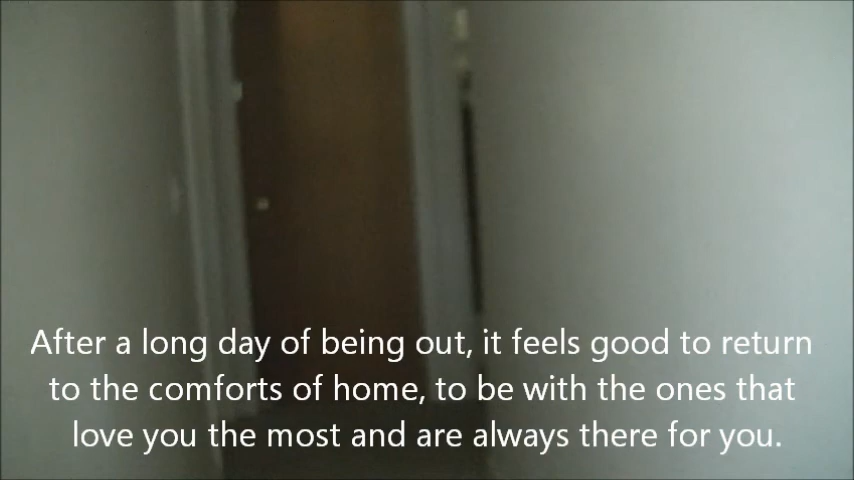 After a long day of being out, it feels good to return
to the comforts of home, to be with the ones that
love you the most and are always there for you.